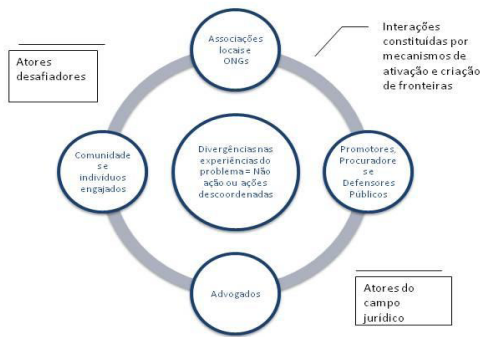 Associações
locais e
ONGs
Interações
constituídas por
mecanismos de
ativação e criação
de fronteiras
Atores
desafiadores
Comunidade
s e
indivíduos
engajados
Divergências nas
experiências do
problema = Não
ação ou ações
descoordenadas
Promotores,
Procuradore
s e
Defensores
Públicos
Advogados
Atores do
campo
jurídico